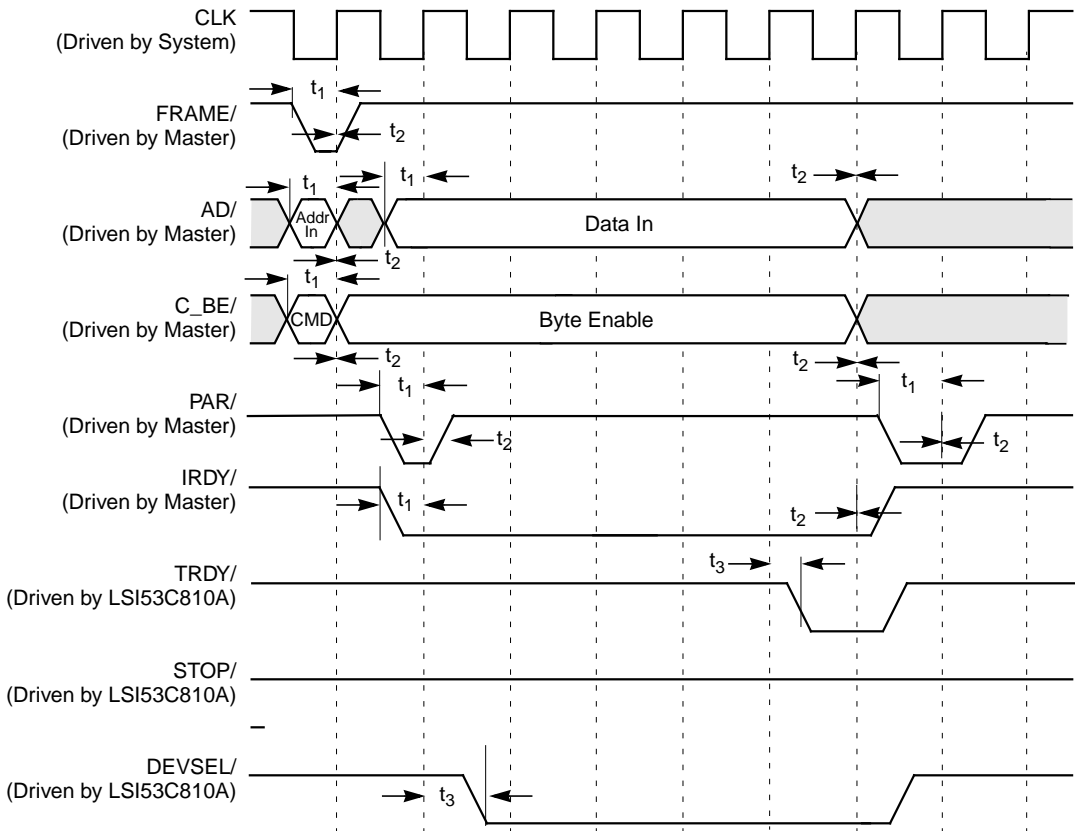 CLK
(Driven by System)
t1
FRAME/
(Driven by Master)
t2
t1
t1
t2
AD/
(Driven by Master)
Addr
In
Data In
t2
t1
C_BE/
(Driven by Master)
CMD
Byte Enable
t2
t2
t1
t1
PAR/
(Driven by Master)
t2
t2
IRDY/
(Driven by Master)
t1
t2
t3
TRDY/
(Driven by LSI53C810A)
STOP/
(Driven by LSI53C810A)
DEVSEL/
(Driven by LSI53C810A)
t3